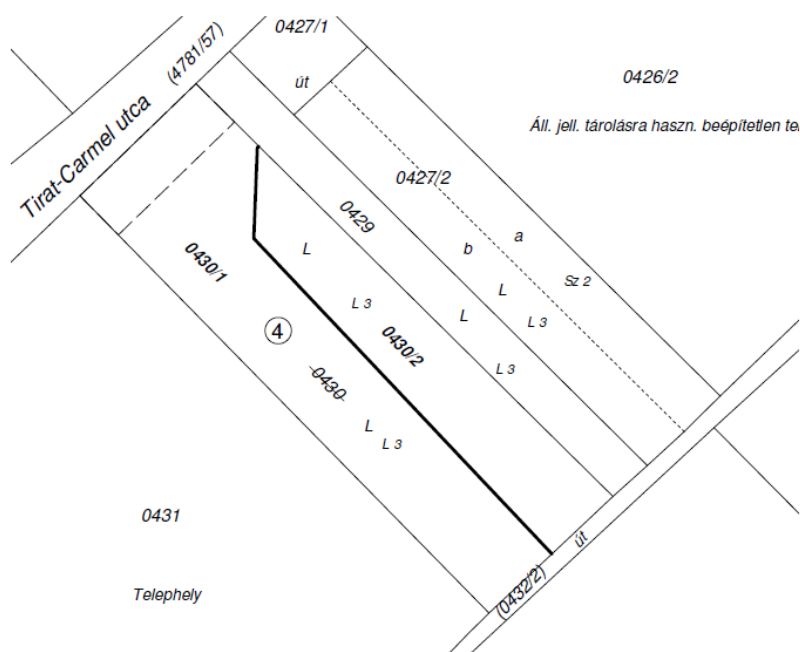 0427/1
(4781/57)
út
0426/2
Tirat-Carmel utca
Áll. jell. tárolásra haszn. beépítetlen te
0427/2
0429
a
b
0430/1
L
Sz 2
L
L 3
L
L 3
4
0430/2
L 3
0430
L
L 3
0431
út
(0432/2)
Telephely